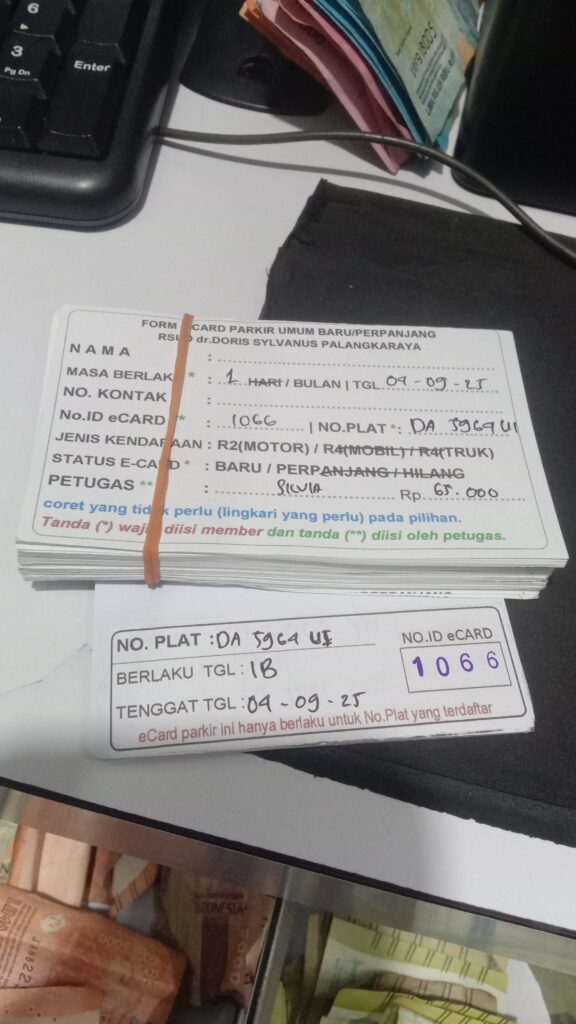 6
3
Pg Dn
Enter
FORM eCARD PARKIR UMUM BARU/PERPANJANG
RSUD dr.DORIS SYLVANUS PALANGKARAYA
NAMA :
MASA BERLAKU * : 1 HARI / BULAN | TGL 04-09-25
NO. KONTAK :
No.ID eCARD ** : 1066 | NO.PLAT *: DA 5964 UI
JENIS KENDARAAN : R2(MOTOR) / R4(MOBIL) / R4(TRUK)
STATUS E-CARD * : BARU / PERPANJANG / HILANG
PETUGAS ** : SILVIA Rp 65.000
coret yang tidak perlu (lingkari yang perlu) pada pilihan.
Tanda (*) wajib diisi member dan tanda (**) diisi oleh petugas.
NO. PLAT : DA 5964 UI
NO.ID eCARD
1066
BERLAKU TGL : 1B
TENGGAT TGL : 04-09-25
eCard parkir ini hanya berlaku untuk No.Plat yang terdaftar